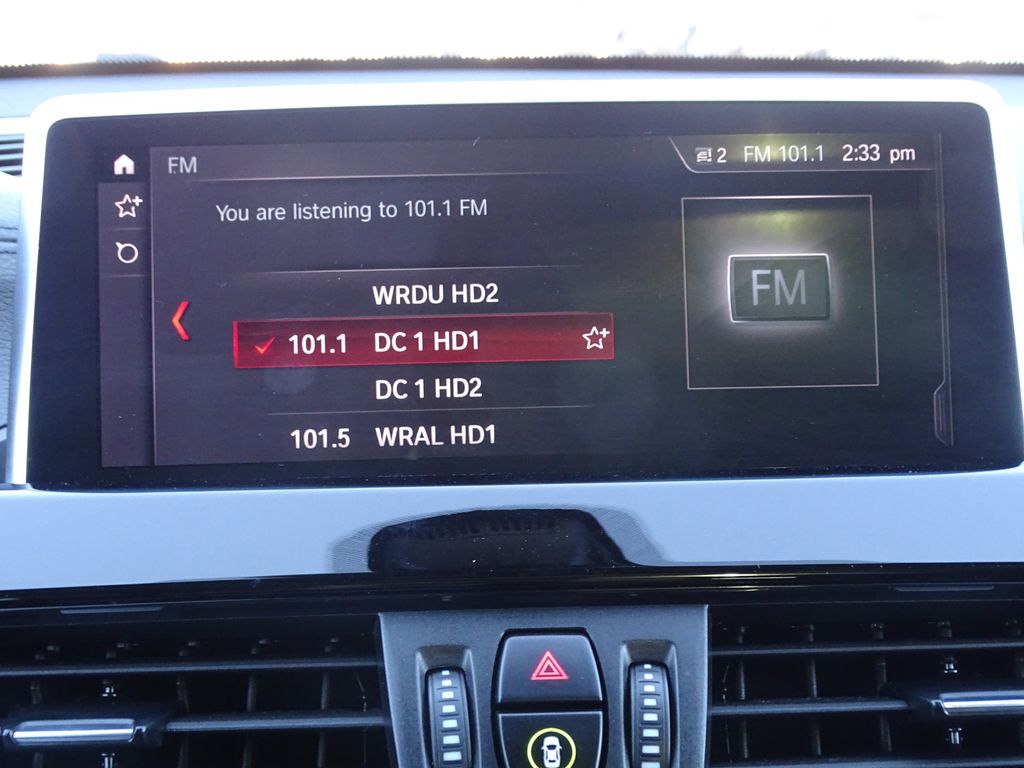 FM
2 FM 101.1 2:33 pm
You are listening to 101.1 FM
WRDU HD2
101.1 DC 1 HD1
DC 1 HD2
101.5 WRAL HD1
FM